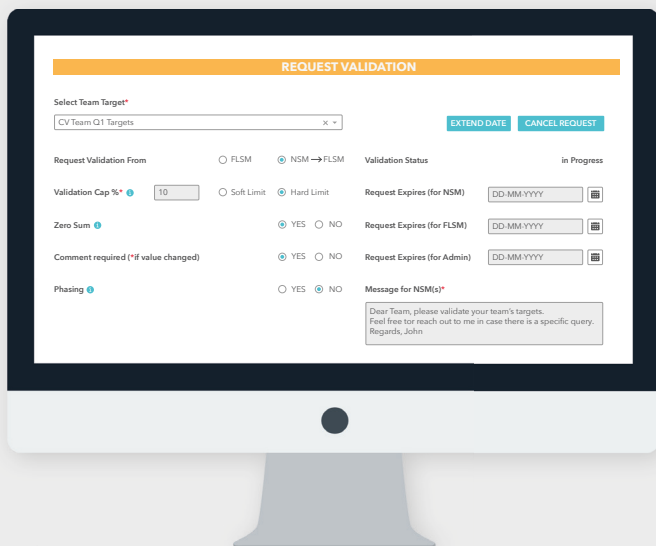 REQUEST VALIDATION
Select Team Target*
CV Team Q1 Targets
EXTEND DATE CANCEL REQUEST
Request Validation From FLSM NSM → FLSM
Validation Status in Progress
Validation Cap %* 10 Soft Limit Hard Limit
Request Expires (for NSM) DD-MM-YYYY
Zero Sum YES NO
Request Expires (for FLSM) DD-MM-YYYY
Comment required (*if value changed) YES NO
Request Expires (for Admin) DD-MM-YYYY
Phasing YES NO
Message for NSM(s)*
Dear Team, please validate your team's targets.
Feel free tor reach out to me in case there is a specific query.
Regards, John